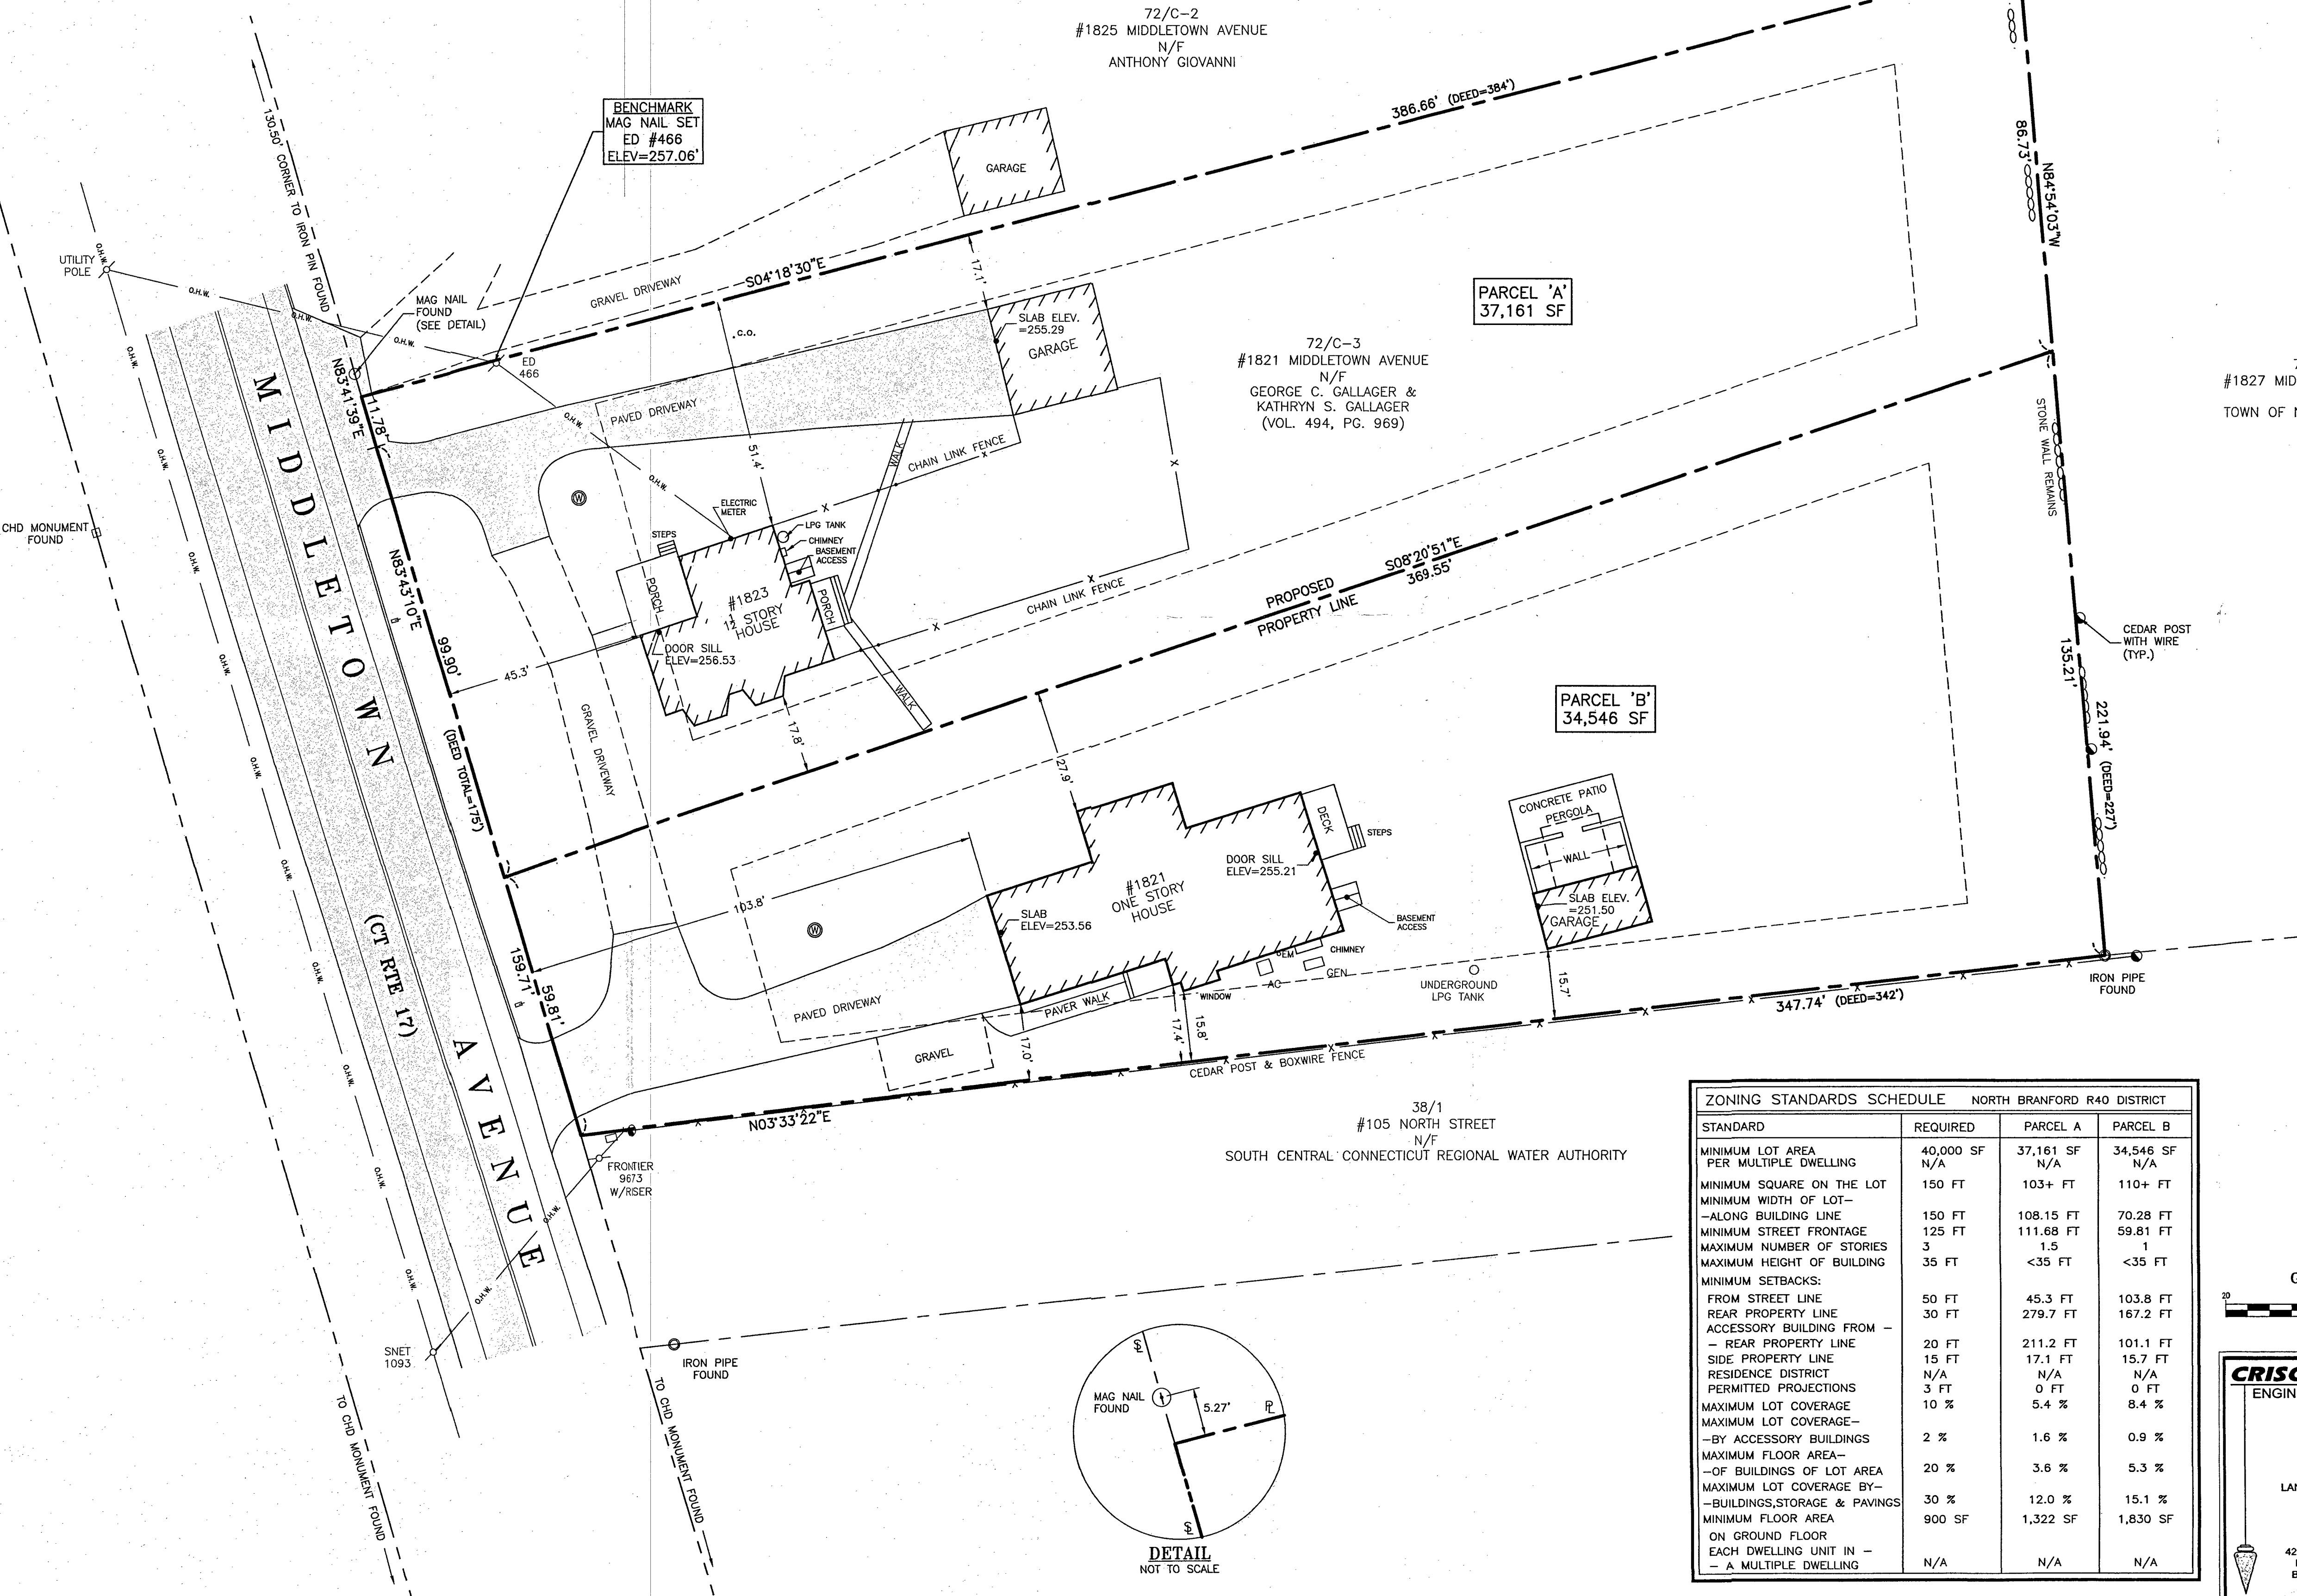 72/C-2
#1825 MIDDLETOWN AVENUE
N/F
ANTHONY GIOVANNI
BENCHMARK
MAG NAIL SET
ED #466
ELEV=257.06'
130.50' CORNER TO IRON PIN FOUND
386.66' (DEED=384')
86.73'
N84°54'03"W
GARAGE
UTILITY
POLE
O.H.W.
O.H.W.
O.H.W.
O.H.W.
MAG NAIL
FOUND
(SEE DETAIL)
GRAVEL DRIVEWAY
S04°18'30"E
17.1'
C.O.
ED
466
SLAB ELEV.
=255.29
GARAGE
PARCEL 'A'
37,161 SF
72/C-3
#1821 MIDDLETOWN AVENUE
N/F
GEORGE C. GALLAGER &
KATHRYN S. GALLAGER
(VOL. 494, PG. 969)
#1827 MID
TOWN OF N
N83°41'39"E
11.78'
PAVED DRIVEWAY
O.H.W.
51.4'
O.H.W.
WALK
CHAIN LINK FENCE
STONE WALL REMAINS
MIDDLETOWN
AVENUE
(CT RTE 17)
CHD MONUMENT
FOUND
W
ELECTRIC
METER
STEPS
LPG TANK
CHIMNEY
BASEMENT
ACCESS
PORCH
PORCH
#1823
1½ STORY
HOUSE
DOOR SILL
ELEV=256.53
45.3'
N83°43'10"E
99.90'
(DEED TOTAL=175')
GRAVEL DRIVEWAY
17.8'
WALK
CHAIN LINK FENCE
PROPOSED
PROPERTY LINE
S08°20'51"E
369.55'
CEDAR POST
WITH WIRE
(TYP.)
135.21'
221.94' (DEED=227')
PARCEL 'B'
34,546 SF
27.9'
103.8'
W
SLAB
ELEV=253.56
#1821
ONE STORY
HOUSE
DOOR SILL
ELEV=255.21
DECK
STEPS
BASEMENT
ACCESS
CHIMNEY
EM
GEN
AC
WINDOW
CONCRETE PATIO
PERGOLA
WALL
SLAB ELEV.
=251.50
GARAGE
UNDERGROUND
LPG TANK
15.7'
159.71'
59.81'
PAVED DRIVEWAY
PAVER WALK
GRAVEL
17.0'
17.4'
15.8'
CEDAR POST & BOXWIRE FENCE
347.74' (DEED=342')
IRON PIPE
FOUND
N03°33'22"E
FRONTIER
9673
W/RISER
38/1
#105 NORTH STREET
N/F
SOUTH CENTRAL CONNECTICUT REGIONAL WATER AUTHORITY
O.H.W.
O.H.W.
SNET
1093
IRON PIPE
FOUND
TO CHD MONUMENT FOUND
TO CHD MONUMENT FOUND
MAG NAIL
FOUND
5.27'
DETAIL
NOT TO SCALE
ZONING STANDARDS SCHEDULE NORTH BRANFORD R40 DISTRICT
STANDARD REQUIRED PARCEL A PARCEL B
MINIMUM LOT AREA 40,000 SF 37,161 SF 34,546 SF
PER MULTIPLE DWELLING N/A N/A N/A
MINIMUM SQUARE ON THE LOT 150 FT 103+ FT 110+ FT
MINIMUM WIDTH OF LOT-
-ALONG BUILDING LINE 150 FT 108.15 FT 70.28 FT
MINIMUM STREET FRONTAGE 125 FT 111.68 FT 59.81 FT
MAXIMUM NUMBER OF STORIES 3 1.5 1
MAXIMUM HEIGHT OF BUILDING 35 FT <35 FT <35 FT
MINIMUM SETBACKS:
FROM STREET LINE 50 FT 45.3 FT 103.8 FT
REAR PROPERTY LINE 30 FT 279.7 FT 167.2 FT
ACCESSORY BUILDING FROM -
- REAR PROPERTY LINE 20 FT 211.2 FT 101.1 FT
SIDE PROPERTY LINE 15 FT 17.1 FT 15.7 FT
RESIDENCE DISTRICT N/A N/A N/A
PERMITTED PROJECTIONS 3 FT 0 FT 0 FT
MAXIMUM LOT COVERAGE 10 % 5.4 % 8.4 %
MAXIMUM LOT COVERAGE-
-BY ACCESSORY BUILDINGS 2 % 1.6 % 0.9 %
MAXIMUM FLOOR AREA-
-OF BUILDINGS OF LOT AREA 20 % 3.6 % 5.3 %
MAXIMUM LOT COVERAGE BY-
-BUILDINGS,STORAGE & PAVINGS 30 % 12.0 % 15.1 %
MINIMUM FLOOR AREA 900 SF 1,322 SF 1,830 SF
ON GROUND FLOOR
EACH DWELLING UNIT IN -
- A MULTIPLE DWELLING N/A N/A N/A
20
CRISC
ENGIN
LAN
42